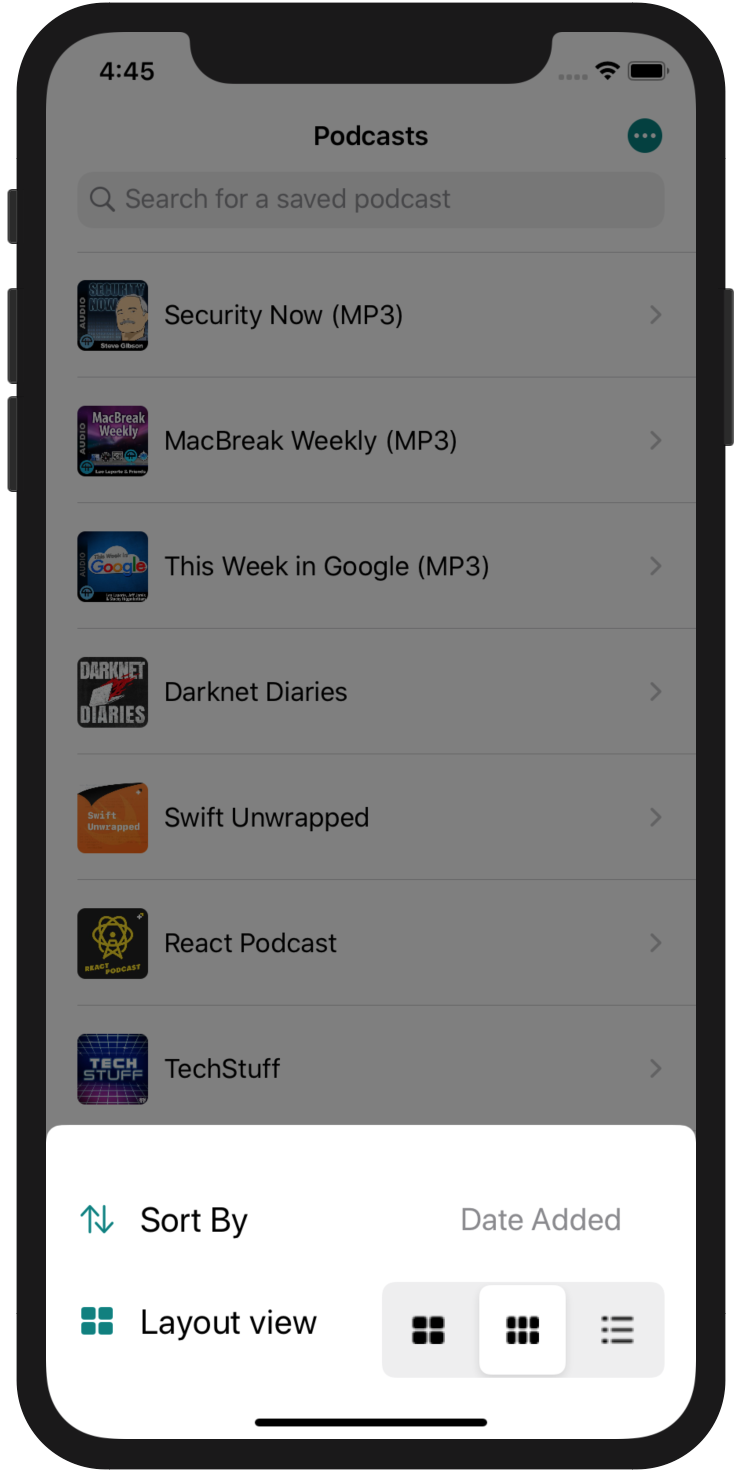 4:45
Podcasts
Search for a saved podcast
SECURITY
NOW
AUDIO
Steve Gibson
Security Now (MP3)
MacBreak
Weekly
AUDIO
Leo Laporte & Friends
MacBreak Weekly (MP3)
This Week in
Google
AUDIO
This Week in Google (MP3)
DARKNET
DIARIES
Darknet Diaries
Swift
Unwrapped
Swift Unwrapped
REACT
PODCAST
React Podcast
TECH
STUFF
TechStuff
Sort By
Date Added
Layout view